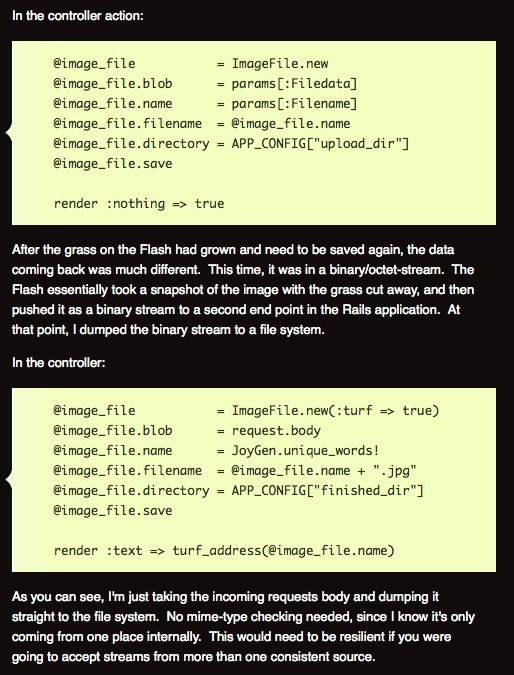 In the controller action:
@image_file = ImageFile.new
@image_file.blob = params[:Filedata]
@image_file.name = params[:Filename]
@image_file.filename = @image_file.name
@image_file.directory = APP_CONFIG["upload_dir"]
@image_file.save
render :nothing => true
After the grass on the Flash had grown and need to be saved again, the data
coming back was much different.  This time, it was in a binary/octet-stream.  The
Flash essentially took a snapshot of the image with the grass cut away, and then
pushed it as a binary stream to a second end point in the Rails application.  At
that point, I dumped the binary stream to a file system.
In the controller:
@image_file = ImageFile.new(:turf => true)
@image_file.blob = request.body
@image_file.name = JoyGen.unique_words!
@image_file.filename = @image_file.name + ".jpg"
@image_file.directory = APP_CONFIG["finished_dir"]
@image_file.save
render :text => turf_address(@image_file.name)
As you can see, I'm just taking the incoming requests body and dumping it
straight to the file system.  No mime-type checking needed, since I know it's only
coming from one place internally.  This would need to be resilient if you were
going to accept streams from more than one consistent source.